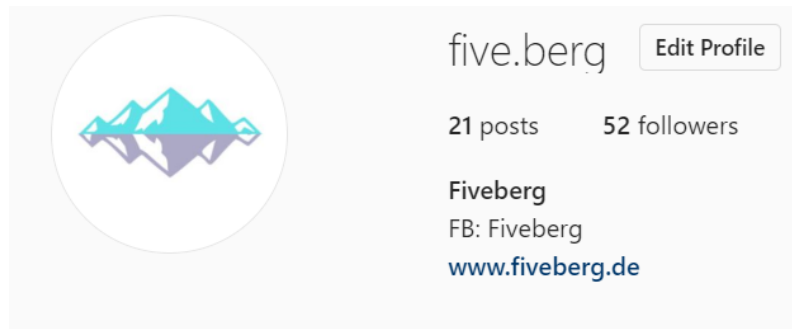 five.berg Edit Profile
21 posts 52 followers
Fiveberg
FB: Fiveberg
www.fiveberg.de